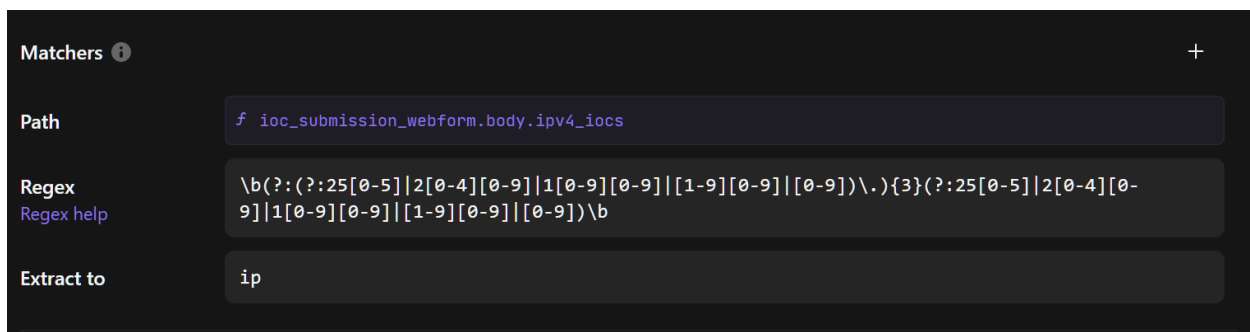 Matchers
Path
ioc_submission_webform.body.ipv4_iocs
Regex
Regex help
\b(?:(?:25[0-5]|2[0-4][0-9]|1[0-9][0-9]|[1-9][0-9]|[0-9])\.){3}(?:25[0-5]|2[0-4][0-
9]|1[0-9][0-9]|[1-9][0-9]|[0-9])\b
Extract to
ip